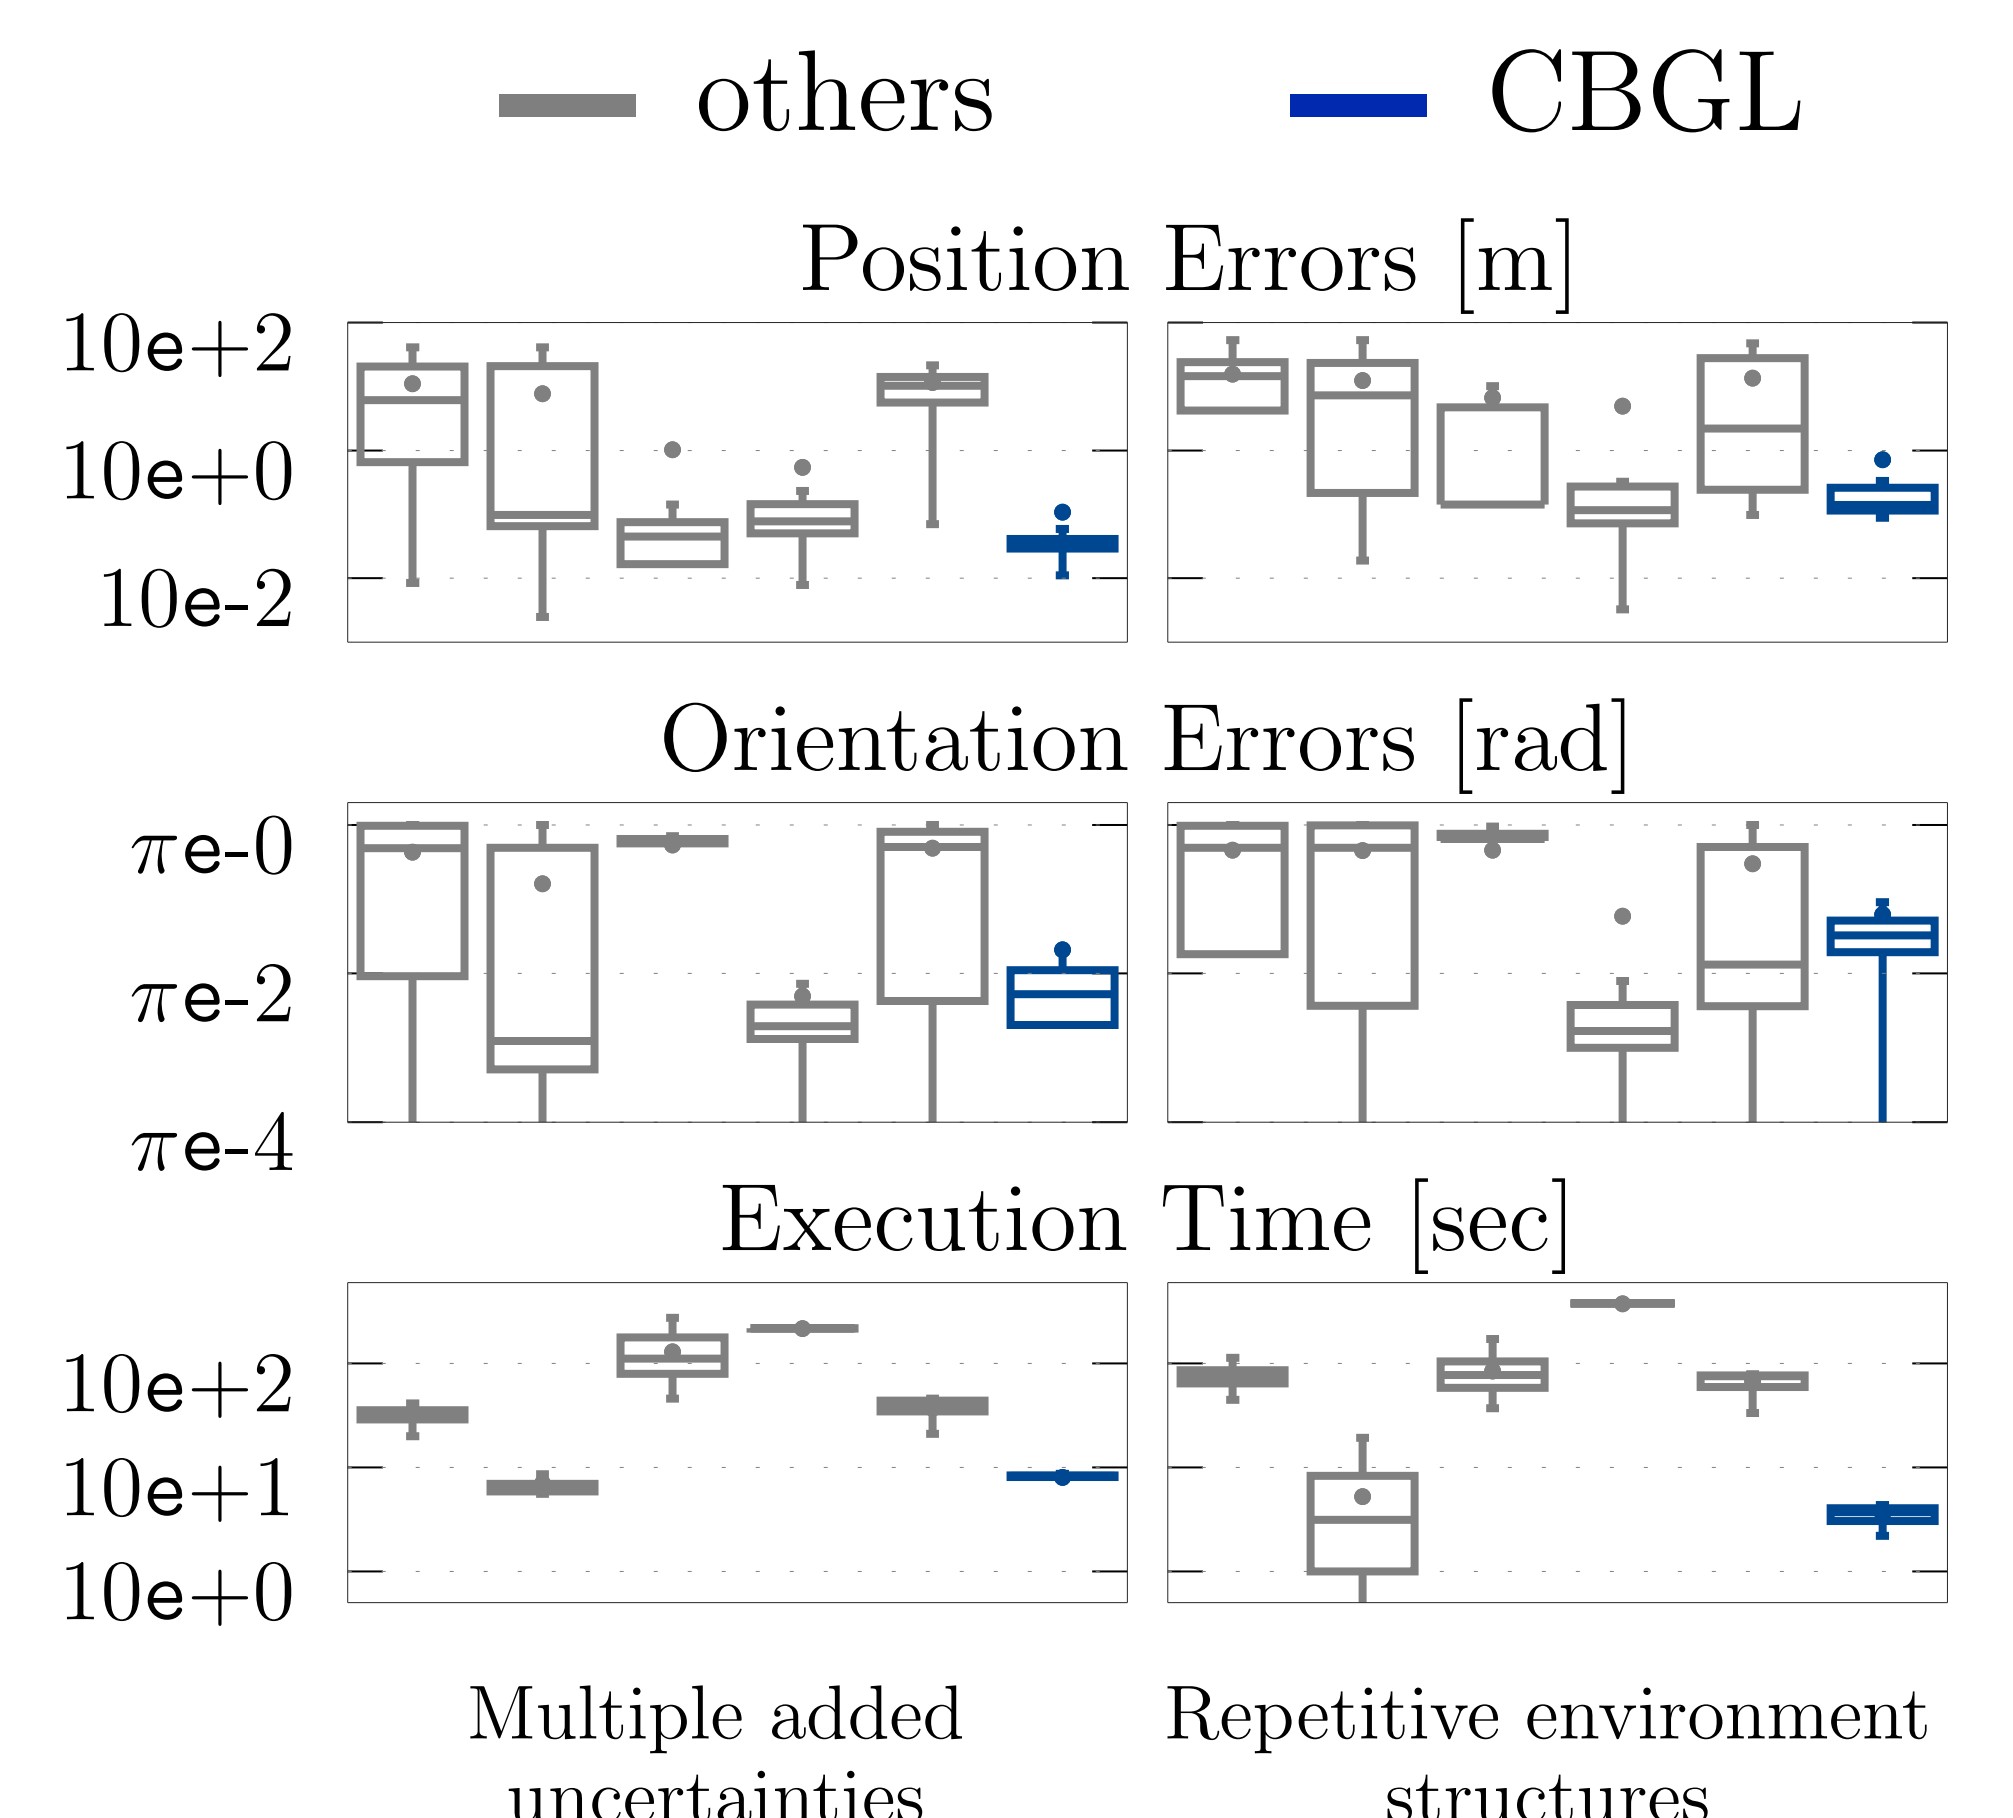 others CBGL
Position Errors [m]
10e+2
10e+0
10e-2
Orientation Errors [rad]
πe-0
πe-2
πe-4
Execution Time [sec]
10e+2
10e+1
10e+0
Multiple added Repetitive environment
uncertainties structures